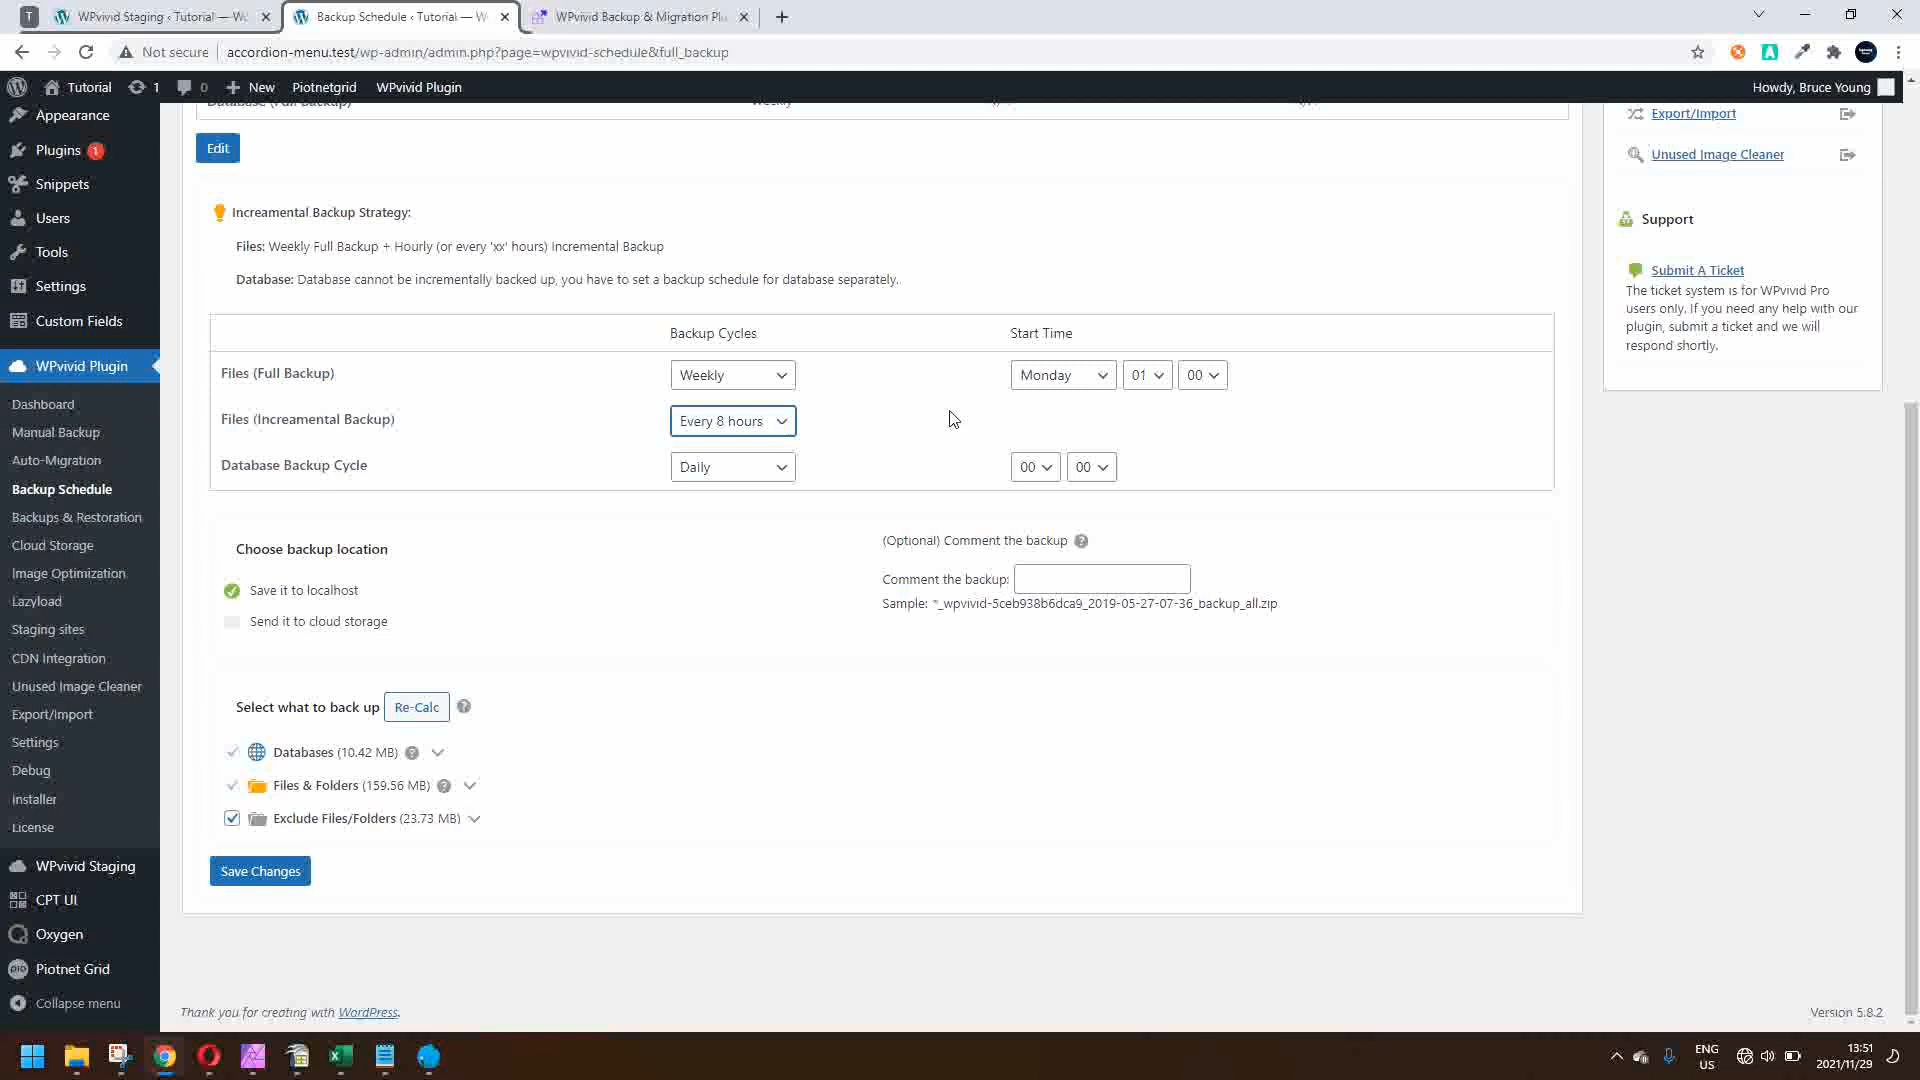 T
WPvivid Staging ‹ Tutorial — Wo
Backup Schedule ‹ Tutorial — W
WPvivid Backup & Migration Plu
Not secure
accordion-menu.test/wp-admin/admin.php?page=wpvivid-schedule&full_backup
Tutorial
1
0
New
Piotnetgrid
WPvivid Plugin
Howdy, Bruce Young
Appearance
Plugins 1
Snippets
Users
Tools
Settings
Custom Fields
WPvivid Plugin
Dashboard
Manual Backup
Auto-Migration
Backup Schedule
Backups & Restoration
Cloud Storage
Image Optimization
Lazyload
Staging sites
CDN Integration
Unused Image Cleaner
Export/Import
Settings
Debug
Installer
License
WPvivid Staging
CPT UI
Oxygen
Piotnet Grid
Collapse menu
Database (Full Backup)
Weekly
Edit
Increamental Backup Strategy:
Files: Weekly Full Backup + Hourly (or every 'xx' hours) Incremental Backup
Database: Database cannot be incrementally backed up, you have to set a backup schedule for database separately.
Backup Cycles
Start Time
Files (Full Backup)
Weekly
Monday
01
00
Files (Increamental Backup)
Every 8 hours
Database Backup Cycle
Daily
00
00
Choose backup location
Save it to localhost
Send it to cloud storage
(Optional) Comment the backup
Comment the backup:
Sample: *_wpvivid-5ceb938b6dca9_2019-05-27-07-36_backup_all.zip
Select what to back up
Re-Calc
Databases (10.42 MB)
Files & Folders (159.56 MB)
Exclude Files/Folders (23.73 MB)
Save Changes
Export/Import
Unused Image Cleaner
Support
Submit A Ticket
The ticket system is for WPvivid Pro
users only. If you need any help with our
plugin, submit a ticket and we will
respond shortly.
Thank you for creating with WordPress.
Version 5.8.2
ENG
US
13:51
2021/11/29